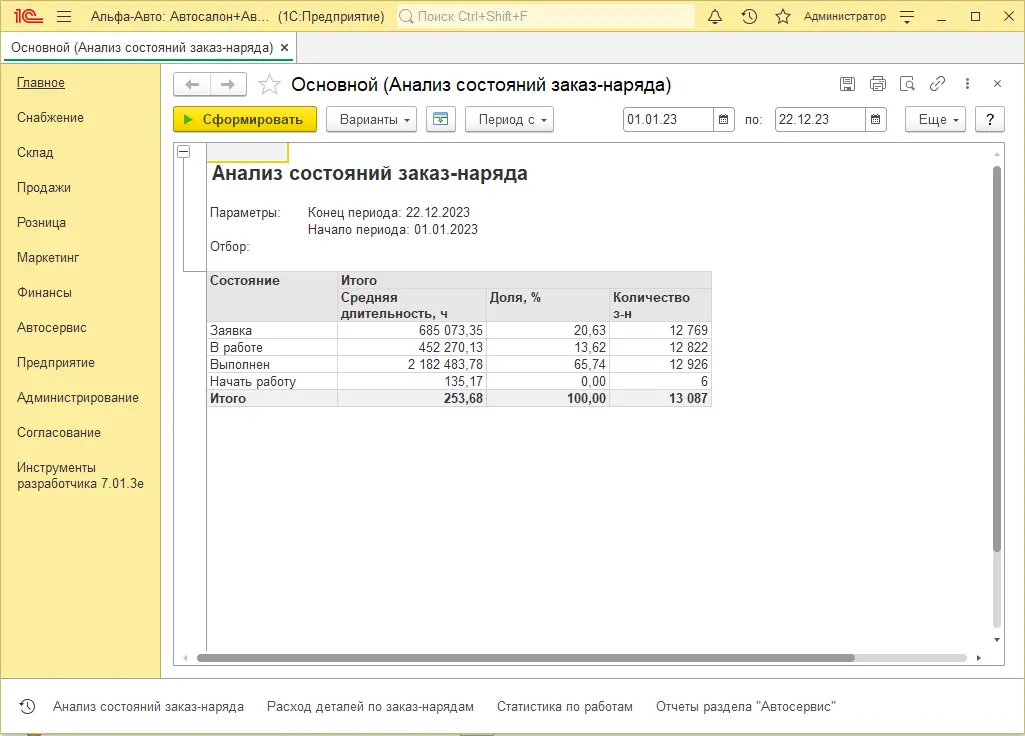 1С Альфа-Авто: Автосалон+Ав... (1С:Предприятие) Поиск Ctrl+Shift+F Администратор
Основной (Анализ состояний заказ-наряда) ×
Главное
Снабжение
Склад
Продажи
Розница
Маркетинг
Финансы
Автосервис
Предприятие
Администрирование
Согласование
Инструменты
разработчика 7.01.3е
Основной (Анализ состояний заказ-наряда)
Сформировать Варианты Период с 01.01.23 по: 22.12.23 Еще ?
Анализ состояний заказ-наряда
Параметры: Конец периода: 22.12.2023
Начало периода: 01.01.2023
Отбор:
Состояние Итого
Средняя Доля, % Количество
длительность, ч з-н
Заявка 685 073,35 20,63 12 769
В работе 452 270,13 13,62 12 822
Выполнен 2 182 483,78 65,74 12 926
Начать работу 135,17 0,00 6
Итого 253,68 100,00 13 087
Анализ состояний заказ-наряда Расход деталей по заказ-нарядам Статистика по работам Отчеты раздела "Автосервис"